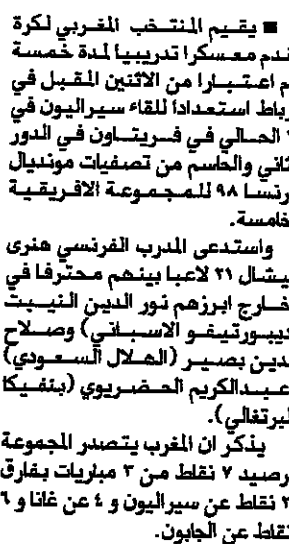 ■ يقيم المنتخب المغربي لكرة
قدم معسكرا تدريبيا لمدة خمسة
م اعتبارا من الاثنين المقبل في
رباط استعدادا للقاء سيراليون في
الحالي في فريتاون في الدور
ثاني والحاسم من تصفيات مونديال
رنسا ٩٨ للمجموعة الافريقية
خامسة.
واستدعى المدرب الفرنسي هنري
يشال ٢١ لاعبا بينهم محترفا في
خارج ابرزهم نور الدين النيبت
ديبورتيفو الاسباني) وصلاح
دين بصير (الهلال السعودي)
عبدالكريم الحضريوي (بنفيكا
لبرتغالي).
يذكر ان المغرب يتصدر المجموعة
رصيد ٧ نقاط من ٣ مباريات بفارق
٣ نقاط عن سيراليون و ٤ عن غانا و ٦
نقاط عن الجابون.